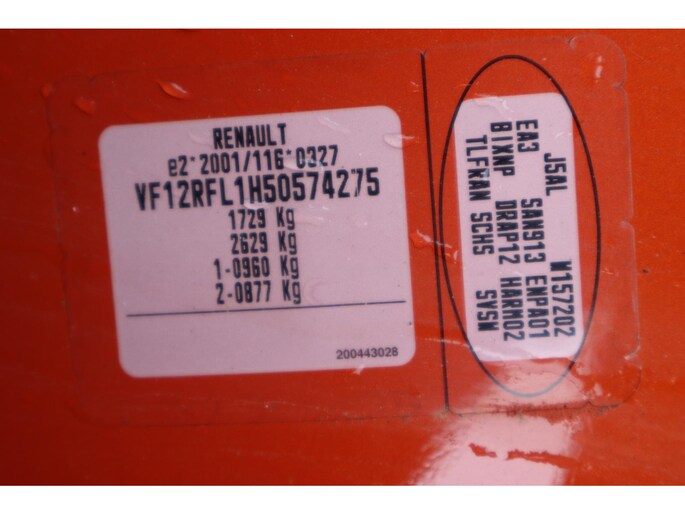 RENAULT
e2*2001/116*0327
VF12RFL1H50574275
1729 Kg
2629 Kg
1-0960 Kg
2-0877 Kg
200443028
J5AL W157202
EA3 SAN913 ENPA01
BIXNP DRAP12 HARM02
TLFKAN SCHS SVSN